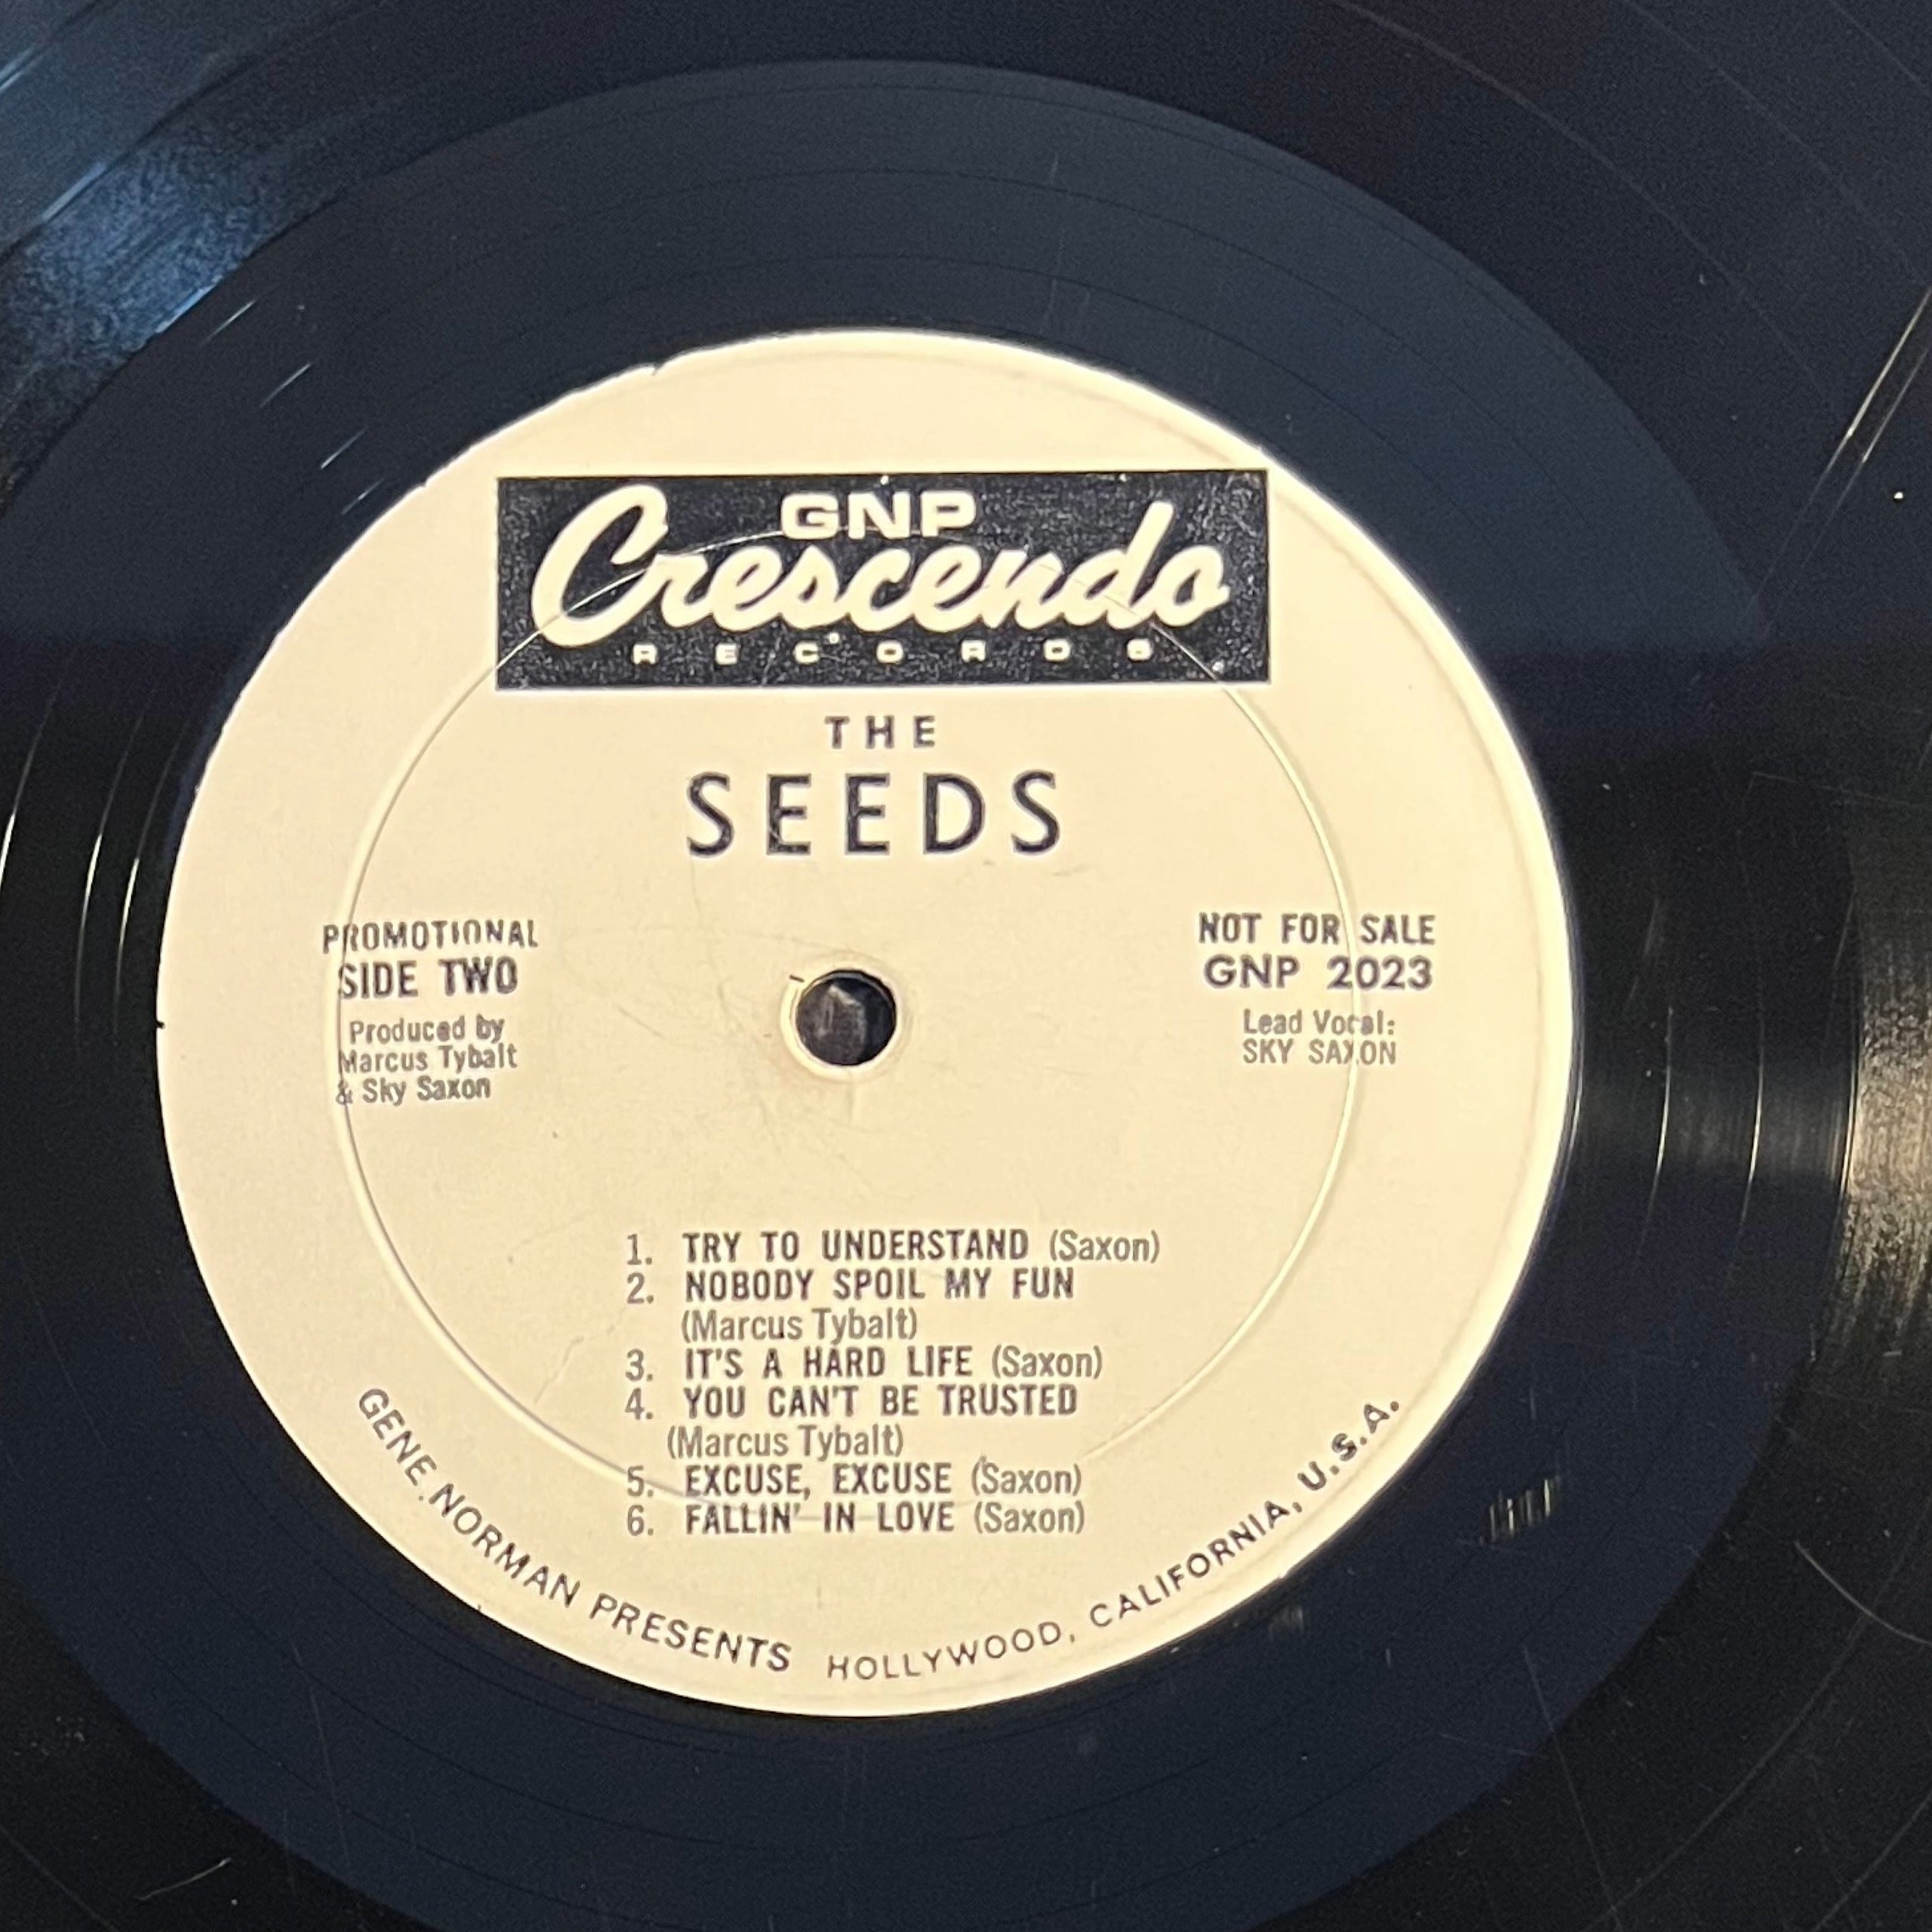 GNP
Crescendo
RECORDS
THE
SEEDS
PROMOTIONAL
SIDE TWO
Produced by
Marcus Tybalt
& Sky Saxon
NOT FOR SALE
GNP 2023
Lead Vocal:
SKY SAXON
1. TRY TO UNDERSTAND (Saxon)
2. NOBODY SPOIL MY FUN
(Marcus Tybalt)
3. IT'S A HARD LIFE (Saxon)
4. YOU CAN'T BE TRUSTED
(Marcus Tybalt)
5. EXCUSE, EXCUSE (Saxon)
6. FALLIN' IN LOVE (Saxon)
GENE NORMAN PRESENTS HOLLYWOOD, CALIFORNIA, U.S.A.